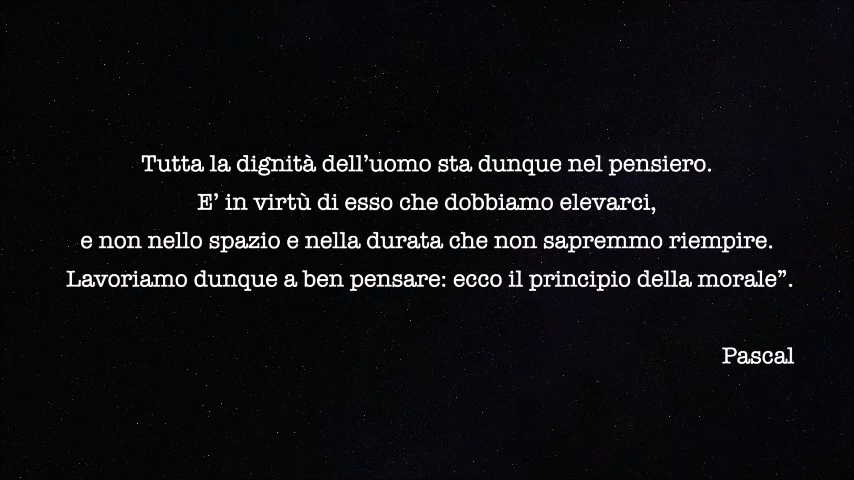 Tutta la dignità dell’uomo sta dunque nel pensiero.
E’ in virtù di esso che dobbiamo elevarci,
e non nello spazio e nella durata che non sapremmo riempire.
Lavoriamo dunque a ben pensare: ecco il principio della morale”.
Pascal